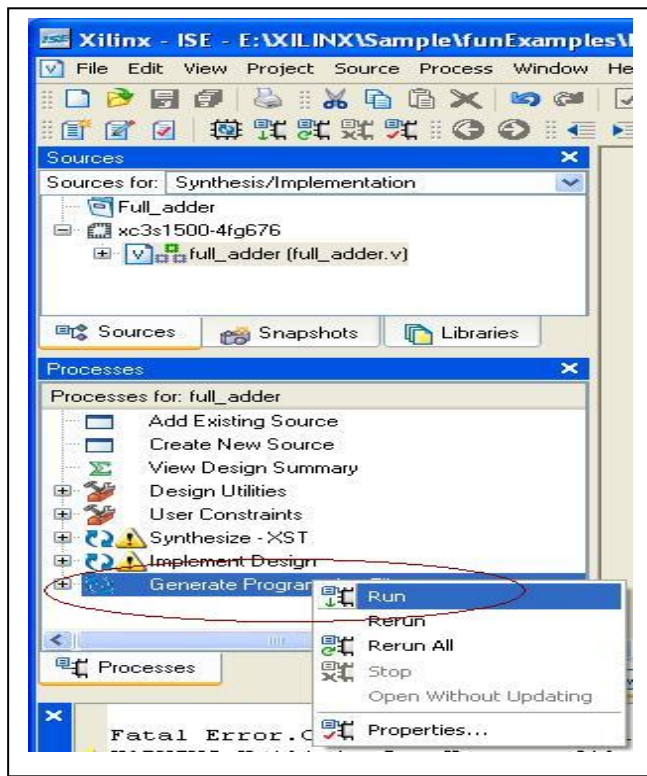 Xilinx - ISE - E:\XILINX\Sample\funExamples\
File Edit View Project Source Process Window He
Sources
Sources for: Synthesis/Implementation
Full_adder
xc3s1500-4fg676
full_adder (full_adder.v)
Sources Snapshots Libraries
Processes
Processes for: full_adder
Add Existing Source
Create New Source
View Design Summary
Design Utilities
User Constraints
Synthesize - XST
Implement Design
Generate Program
Run
Rerun
Rerun All
Stop
Open Without Updating
Properties...
Processes
Fatal Error.C